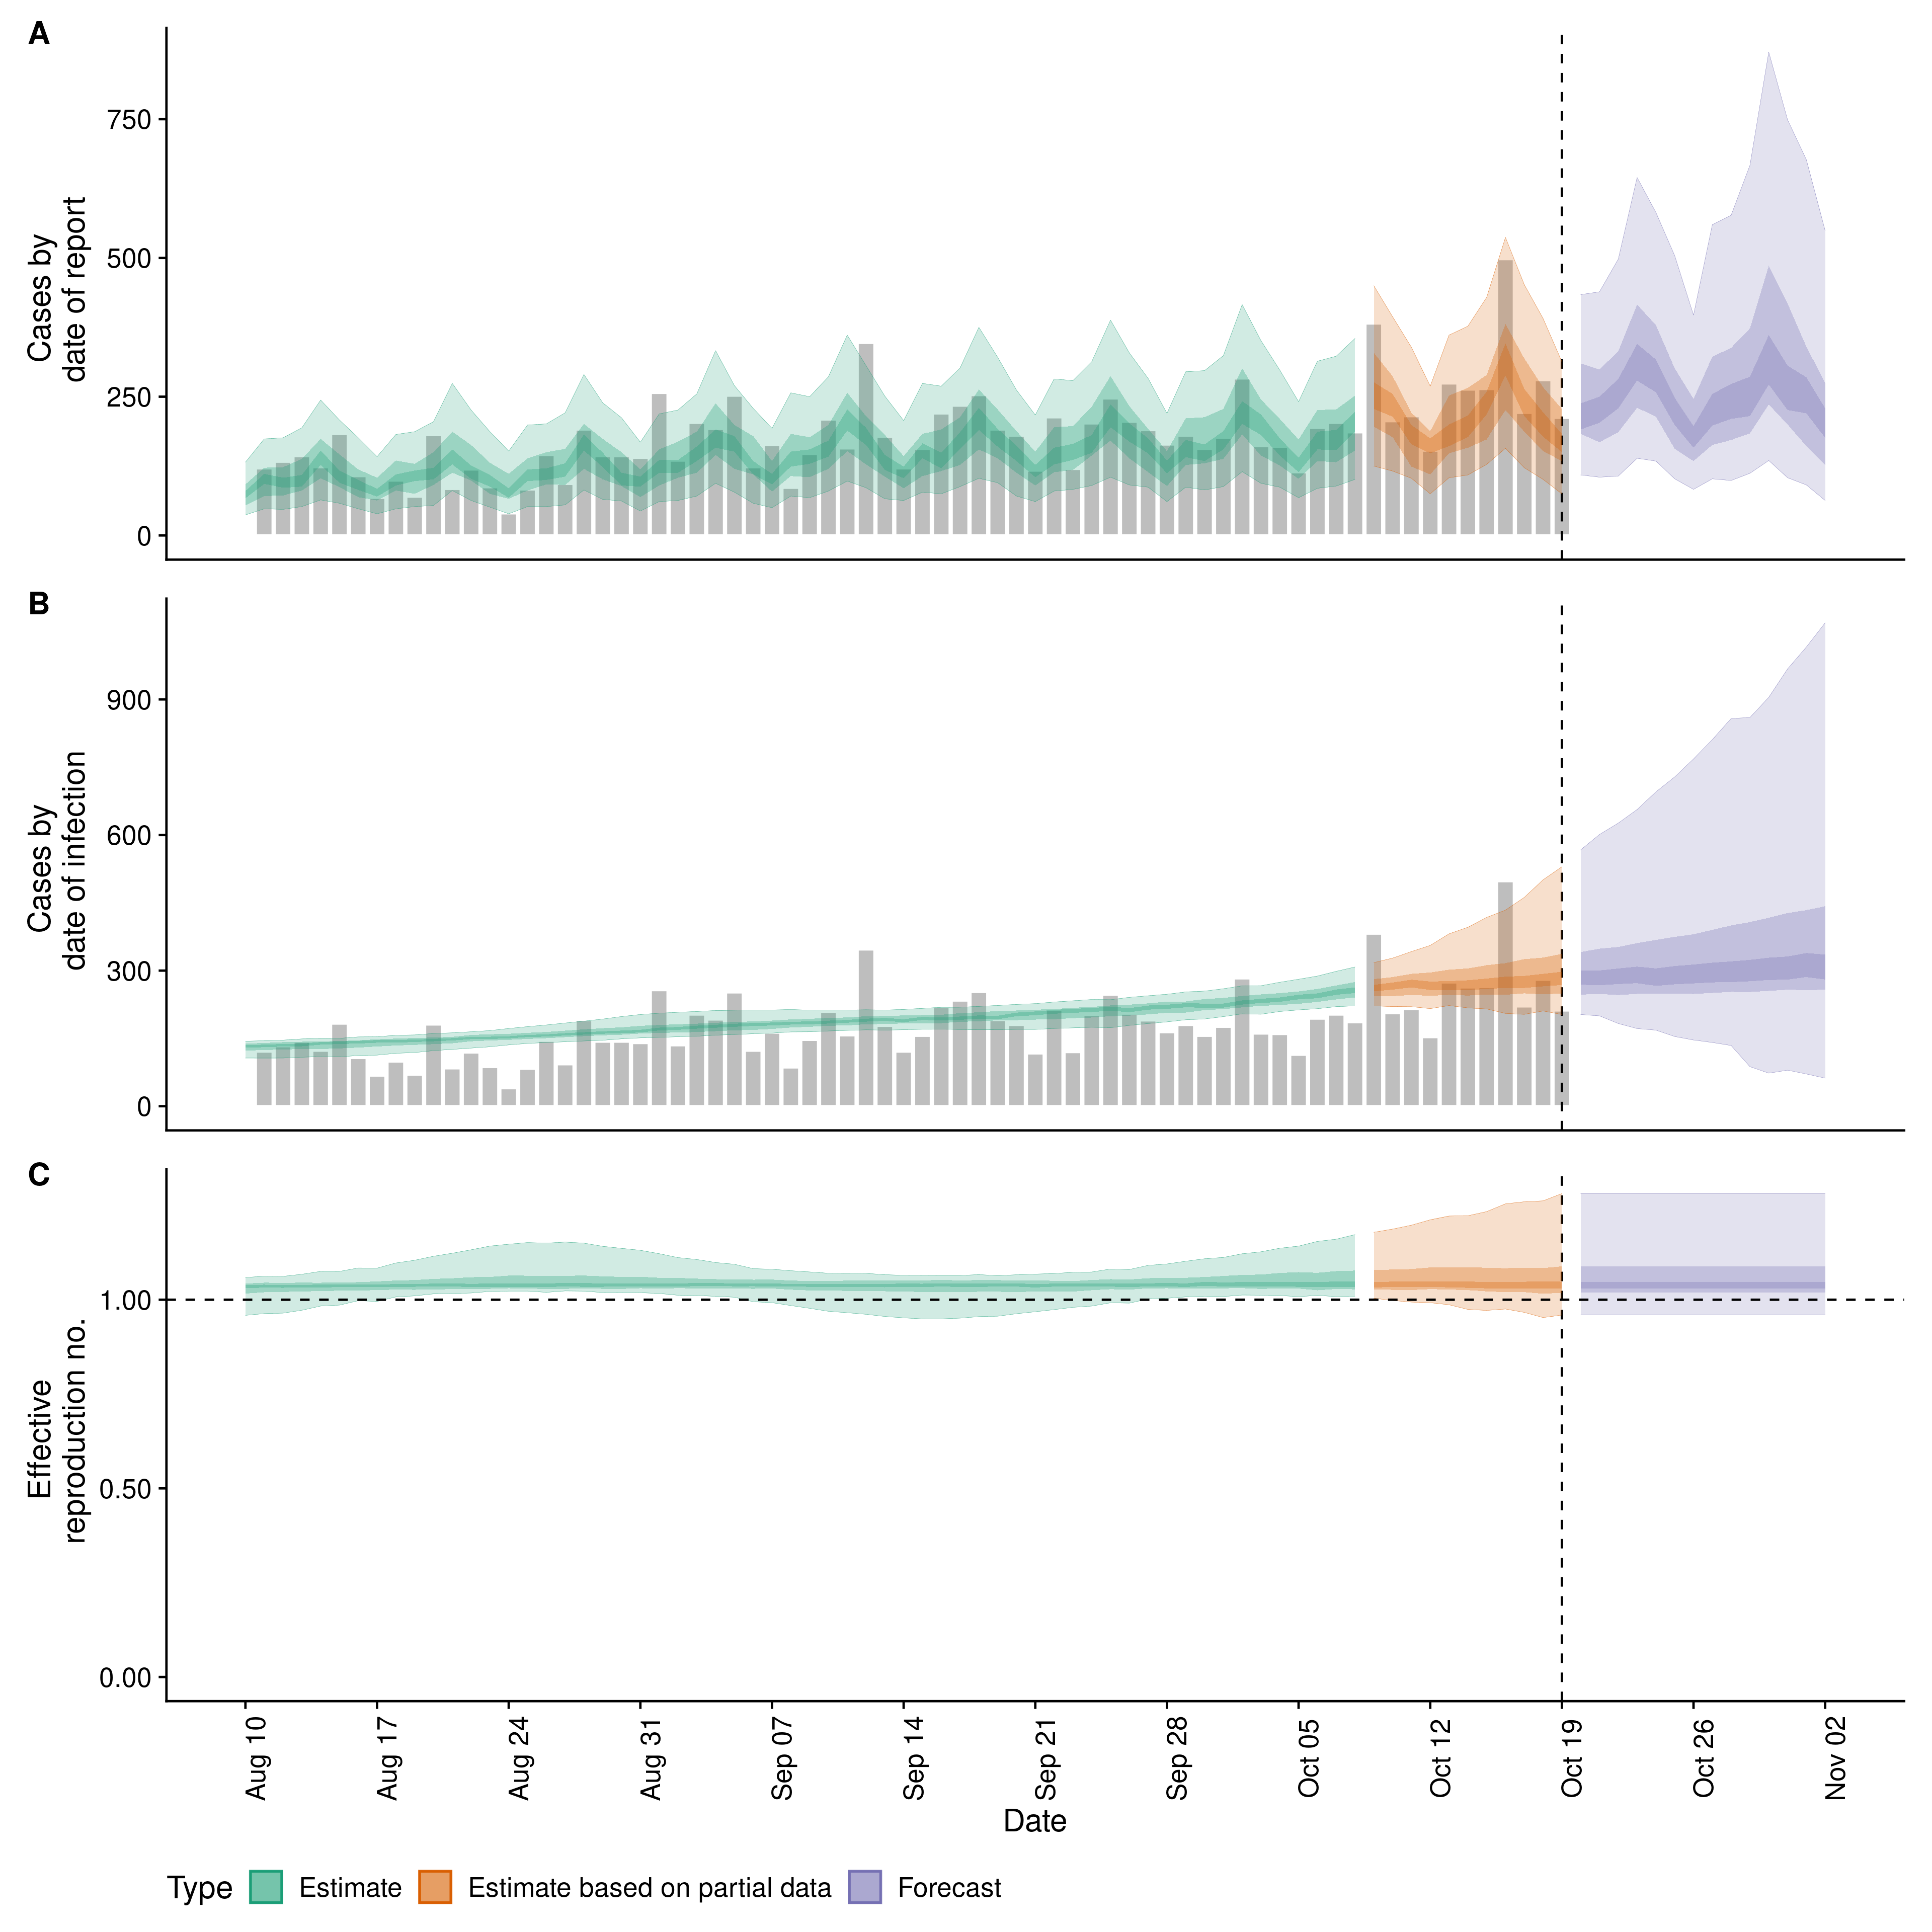 A
Cases by
date of report
750
500
250
0
B
Cases by
date of infection
900
600
300
0
C
Effective
reproduction no.
1.00
0.50
0.00
Aug 10
Aug 17
Aug 24
Aug 31
Sep 07
Sep 14
Sep 21
Sep 28
Oct 05
Oct 12
Oct 19
Oct 26
Nov 02
Date
Type Estimate Estimate based on partial data Forecast